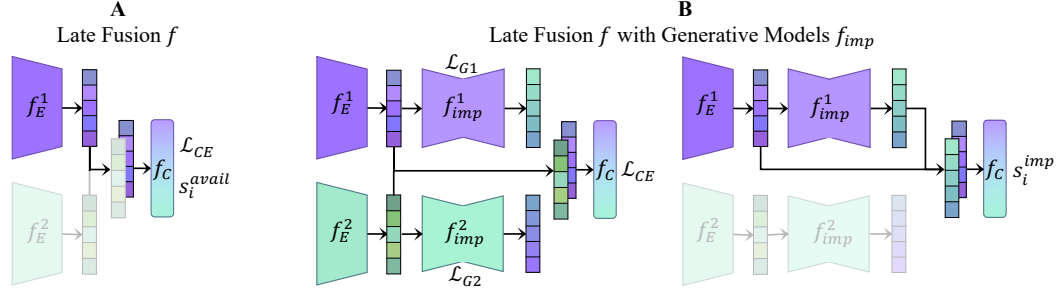 A
Late Fusion f
f_E^1
f_E^2
f_C
ℒ_CE
s_i^avail
B
Late Fusion f with Generative Models f_imp
ℒ_G1
f_E^1
f_imp^1
f_E^2
f_imp^2
ℒ_G2
f_C
ℒ_CE
f_E^1
f_imp^1
f_E^2
f_imp^2
f_C
s_i^imp